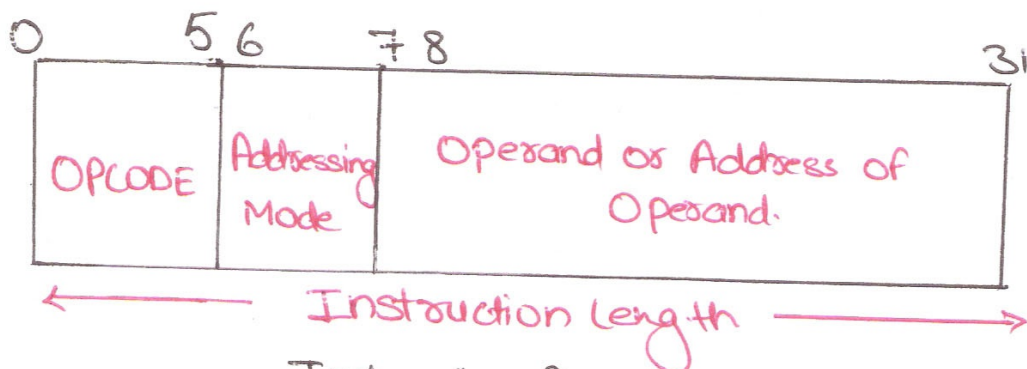 0 5 6 7 8 31
OPCODE
Addressing
Mode
Operand or Address of
Operand.
Instruction Length